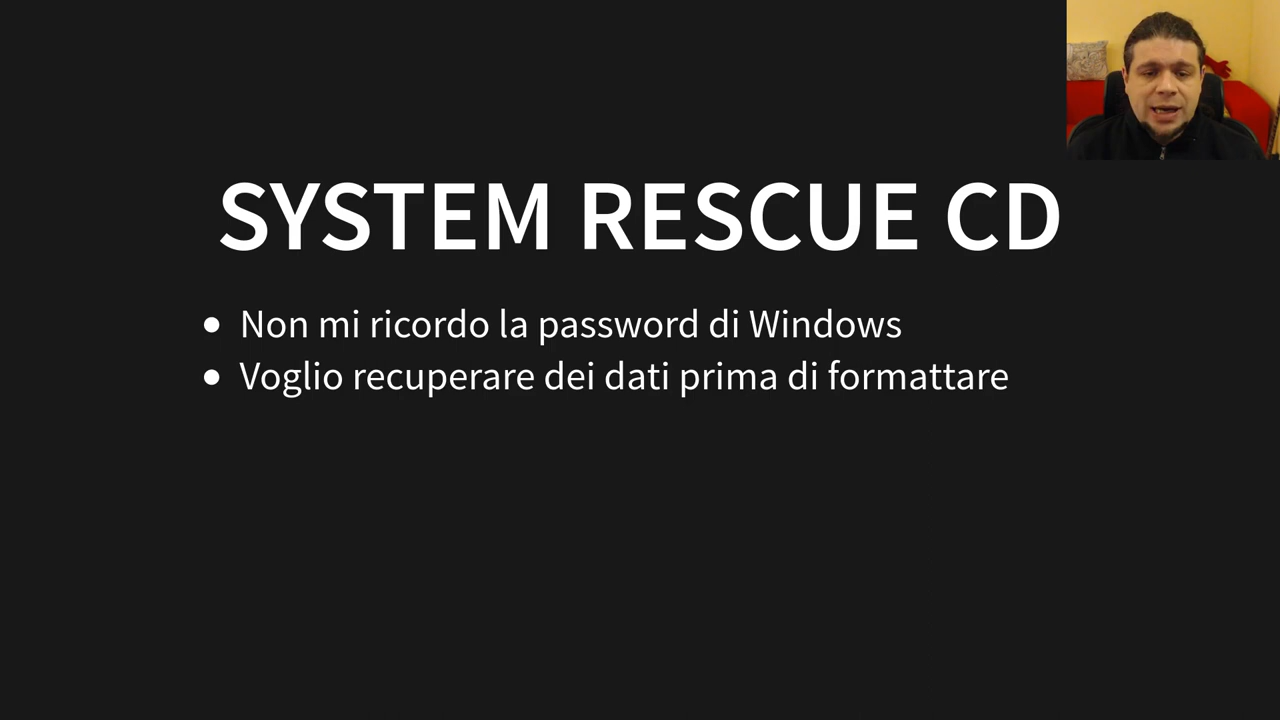 SYSTEM RESCUE CD
Non mi ricordo la password di Windows
Voglio recuperare dei dati prima di formattare